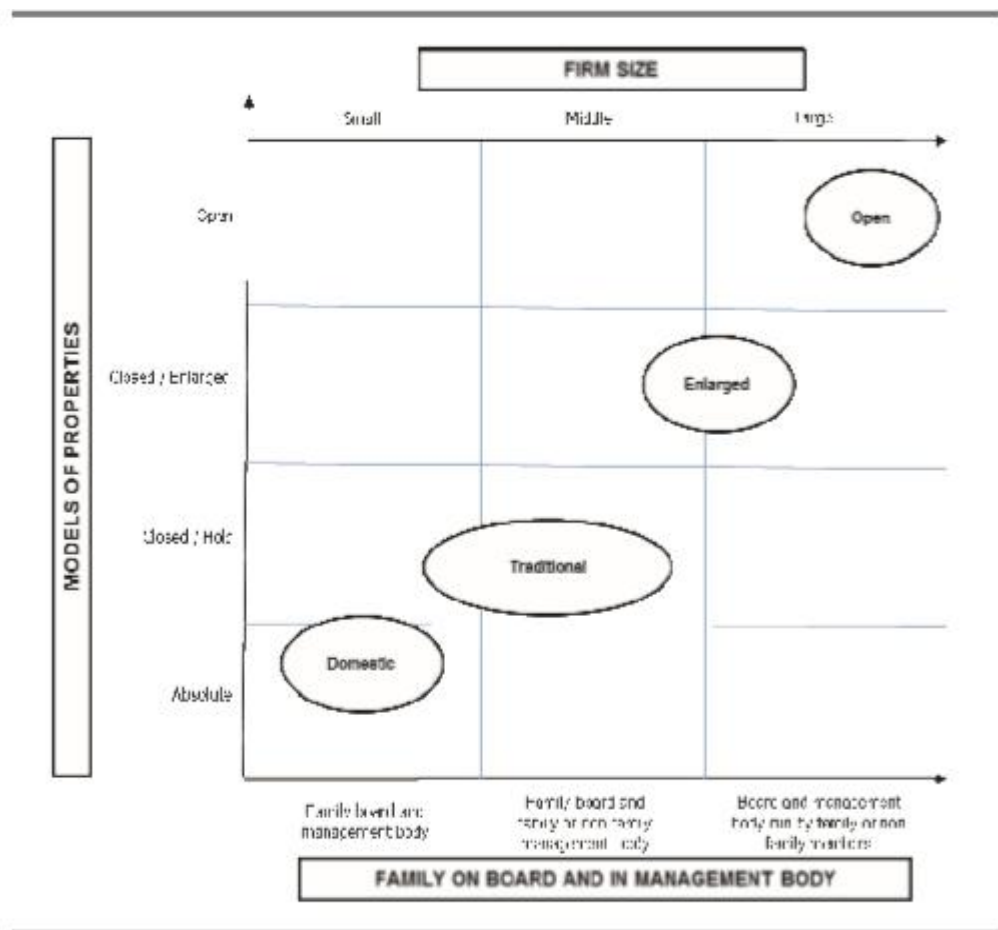 FIRM SIZE
Small Middle Large
Open
Open
MODELS OF PROPERTIES
Closed / Enlarged
Enlarged
Closed / Hold
Traditional
Domestic
Absolute
Family board and
management body
Family board and
family or non family
management body
Board and management
body run by family or non
family members
FAMILY ON BOARD AND IN MANAGEMENT BODY